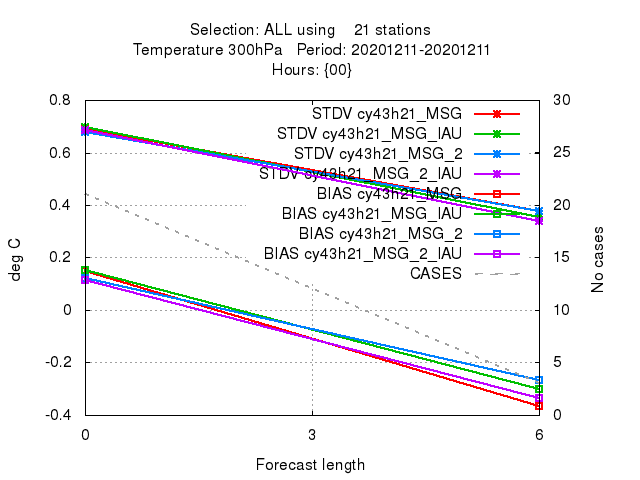 Selection: ALL using    21 stations
Temperature 300hPa   Period: 20201211-20201211
Hours: {00}
0.8
0.6
0.4
0.2
0
-0.2
-0.4
30
25
20
15
10
5
0
STDV cy43h21_MSG
STDV cy43h21_MSG_IAU
STDV cy43h21_MSG_2
STDV cy43h21_MSG_2_IAU
BIAS cy43h21_MSG
BIAS cy43h21_MSG_IAU
BIAS cy43h21_MSG_2
BIAS cy43h21_MSG_2_IAU
CASES
deg C
No cases
0
3
6
Forecast length